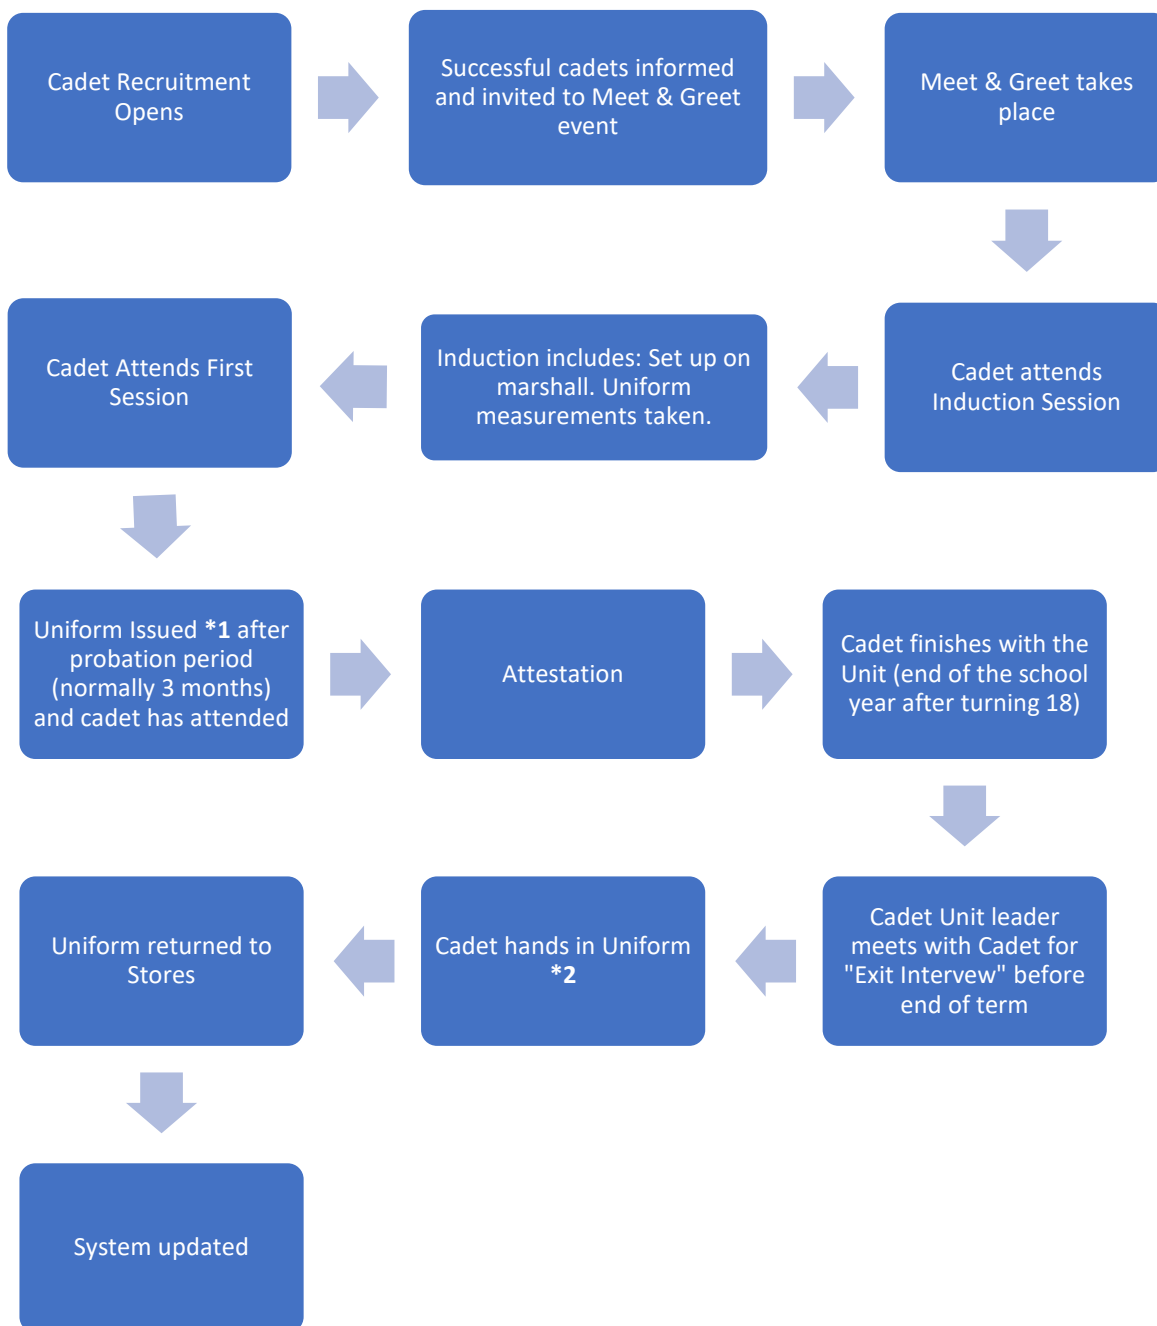 Cadet Recruitment
Opens
Successful cadets informed
and invited to Meet & Greet
event
Meet & Greet takes
place
Cadet attends
Induction Session
Induction includes: Set up on
marshall. Uniform
measurements taken.
Cadet Attends First
Session
Uniform Issued *1 after
probation period
(normally 3 months)
and cadet has attended
Attestation
Cadet finishes with the
Unit (end of the school
year after turning 18)
Cadet Unit leader
meets with Cadet for
"Exit Intervew" before
end of term
Cadet hands in Uniform
*2
Uniform returned to
Stores
System updated